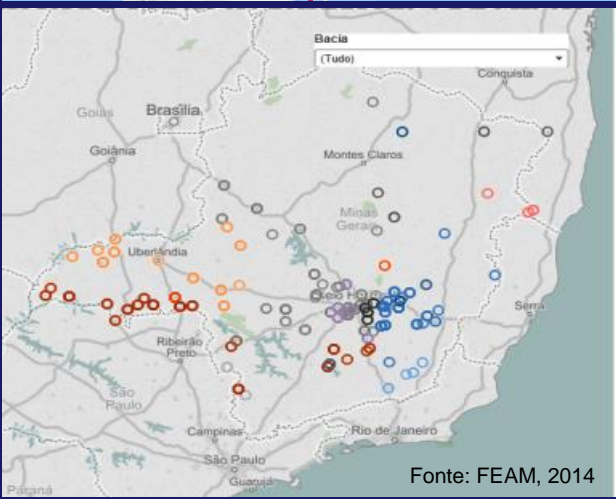 Bacia
(Tudo)
Conquista
Goiás
Brasília
Goiânia
Montes Claros
Minas
Gerais
Uberlândia
Serra
Ribeirão
Preto
São
Paulo
Campinas
Rio de Janeiro
São Paulo
Guarujá
Paraná
Fonte: FEAM, 2014